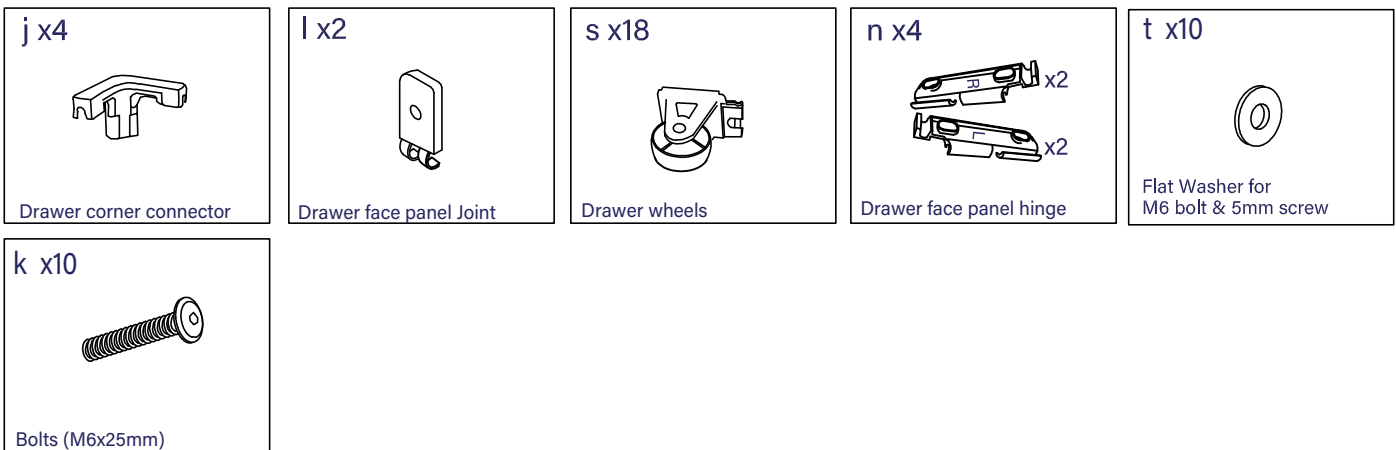 j x4
l x2
s x18
n x4
t x10
R
x2
L
x2
Drawer corner connector
Drawer face panel Joint
Drawer wheels
Drawer face panel hinge
Flat Washer for
M6 bolt & 5mm screw
k x10
Bolts (M6x25mm)